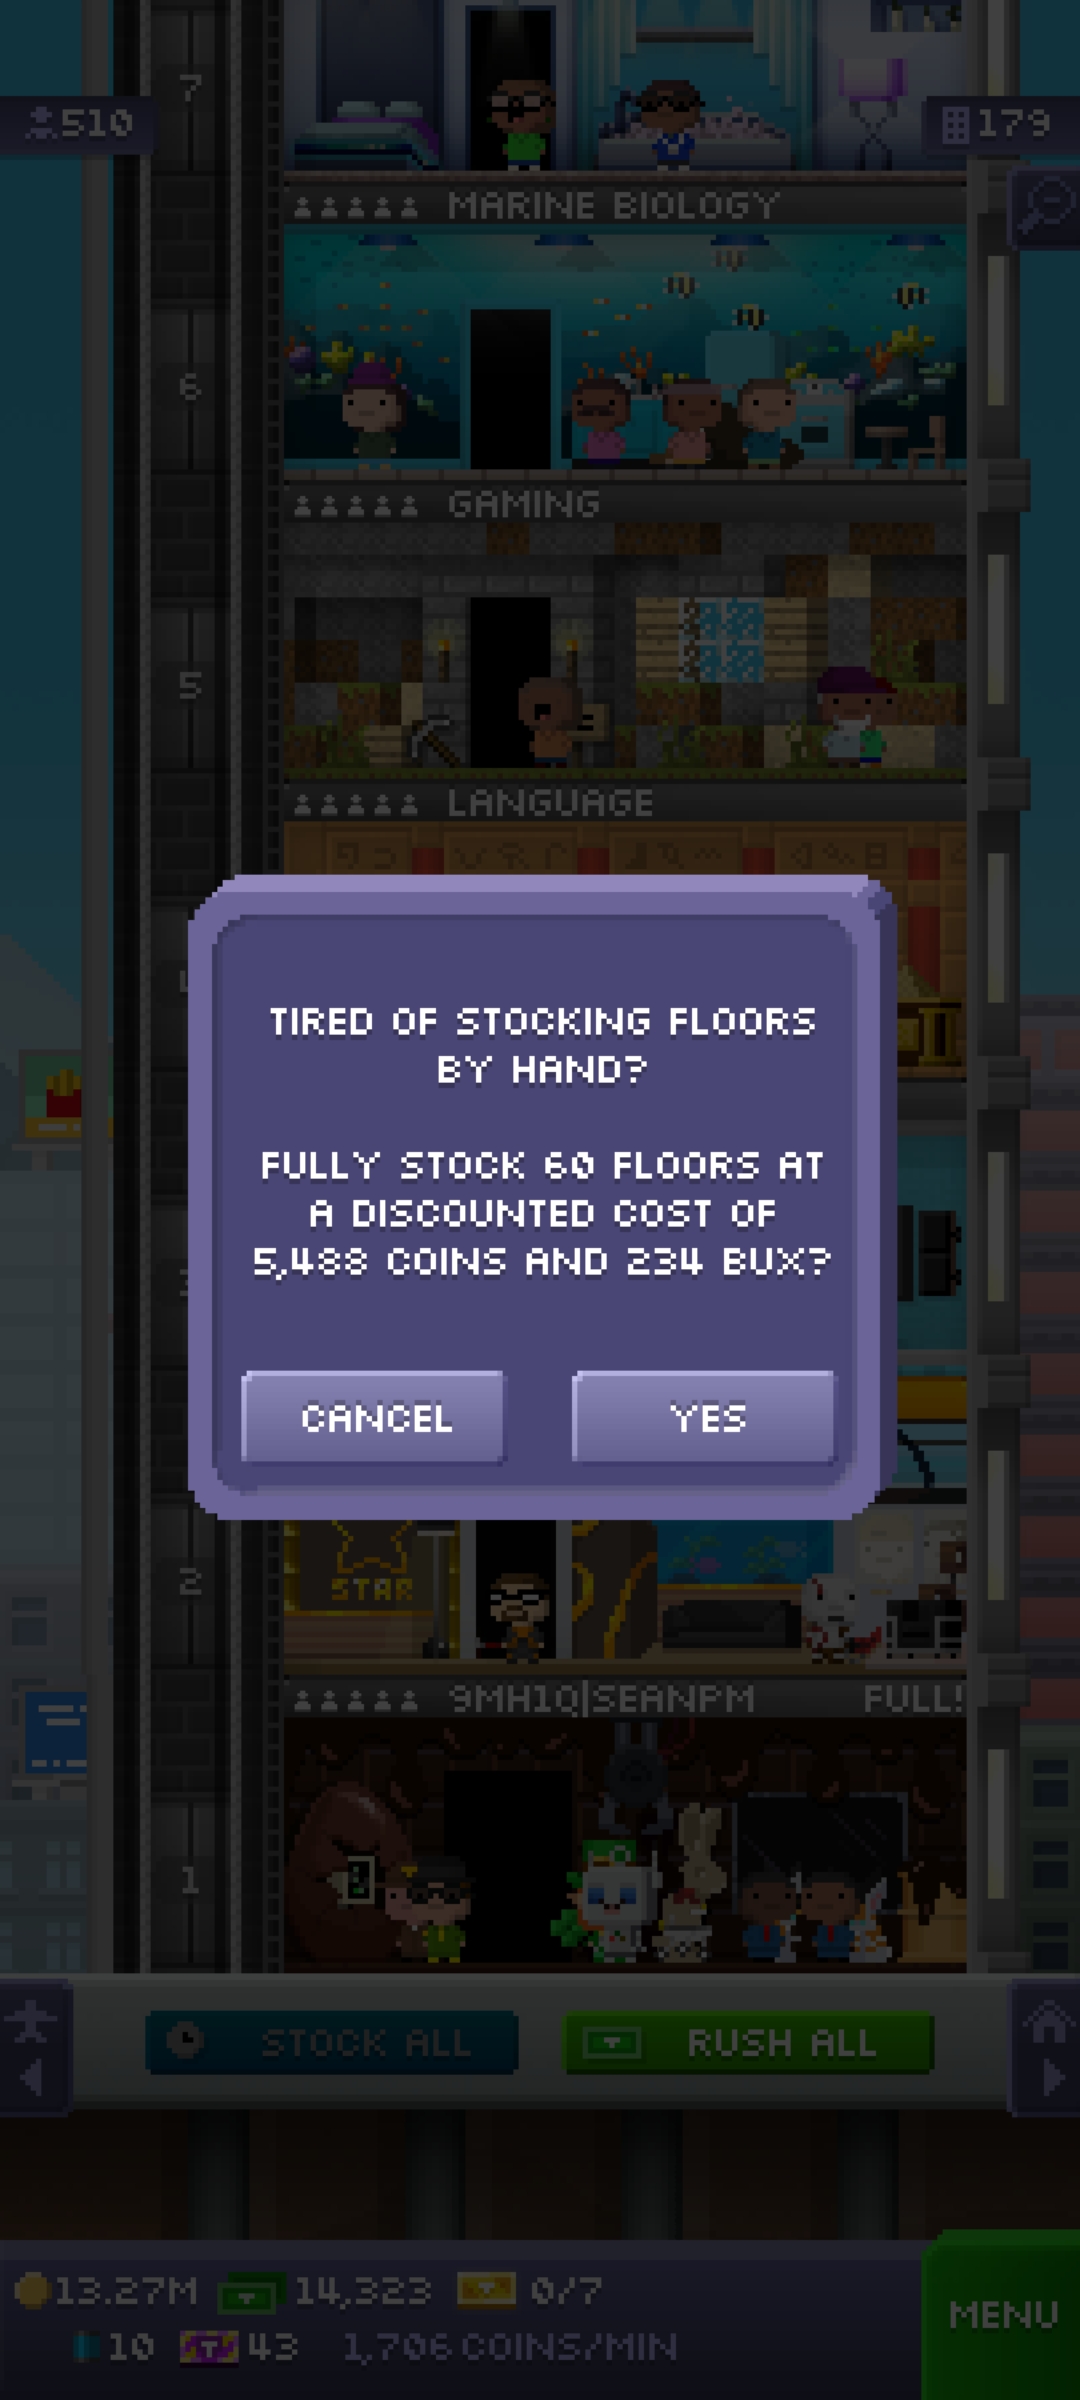 7
510
179
MARINE BIOLOGY
6
GAMING
5
LANGUAGE
TIRED OF STOCKING FLOORS
BY HAND?
FULLY STOCK 60 FLOORS AT
A DISCOUNTED COST OF
5,488 COINS AND 234 BUX?
CANCEL
YES
2
STAR
9MH1Q|SEANPM
FULL!
1
STOCK ALL
RUSH ALL
13.27M
14,323
0/7
10
43
1,706 COINS/MIN
MENU